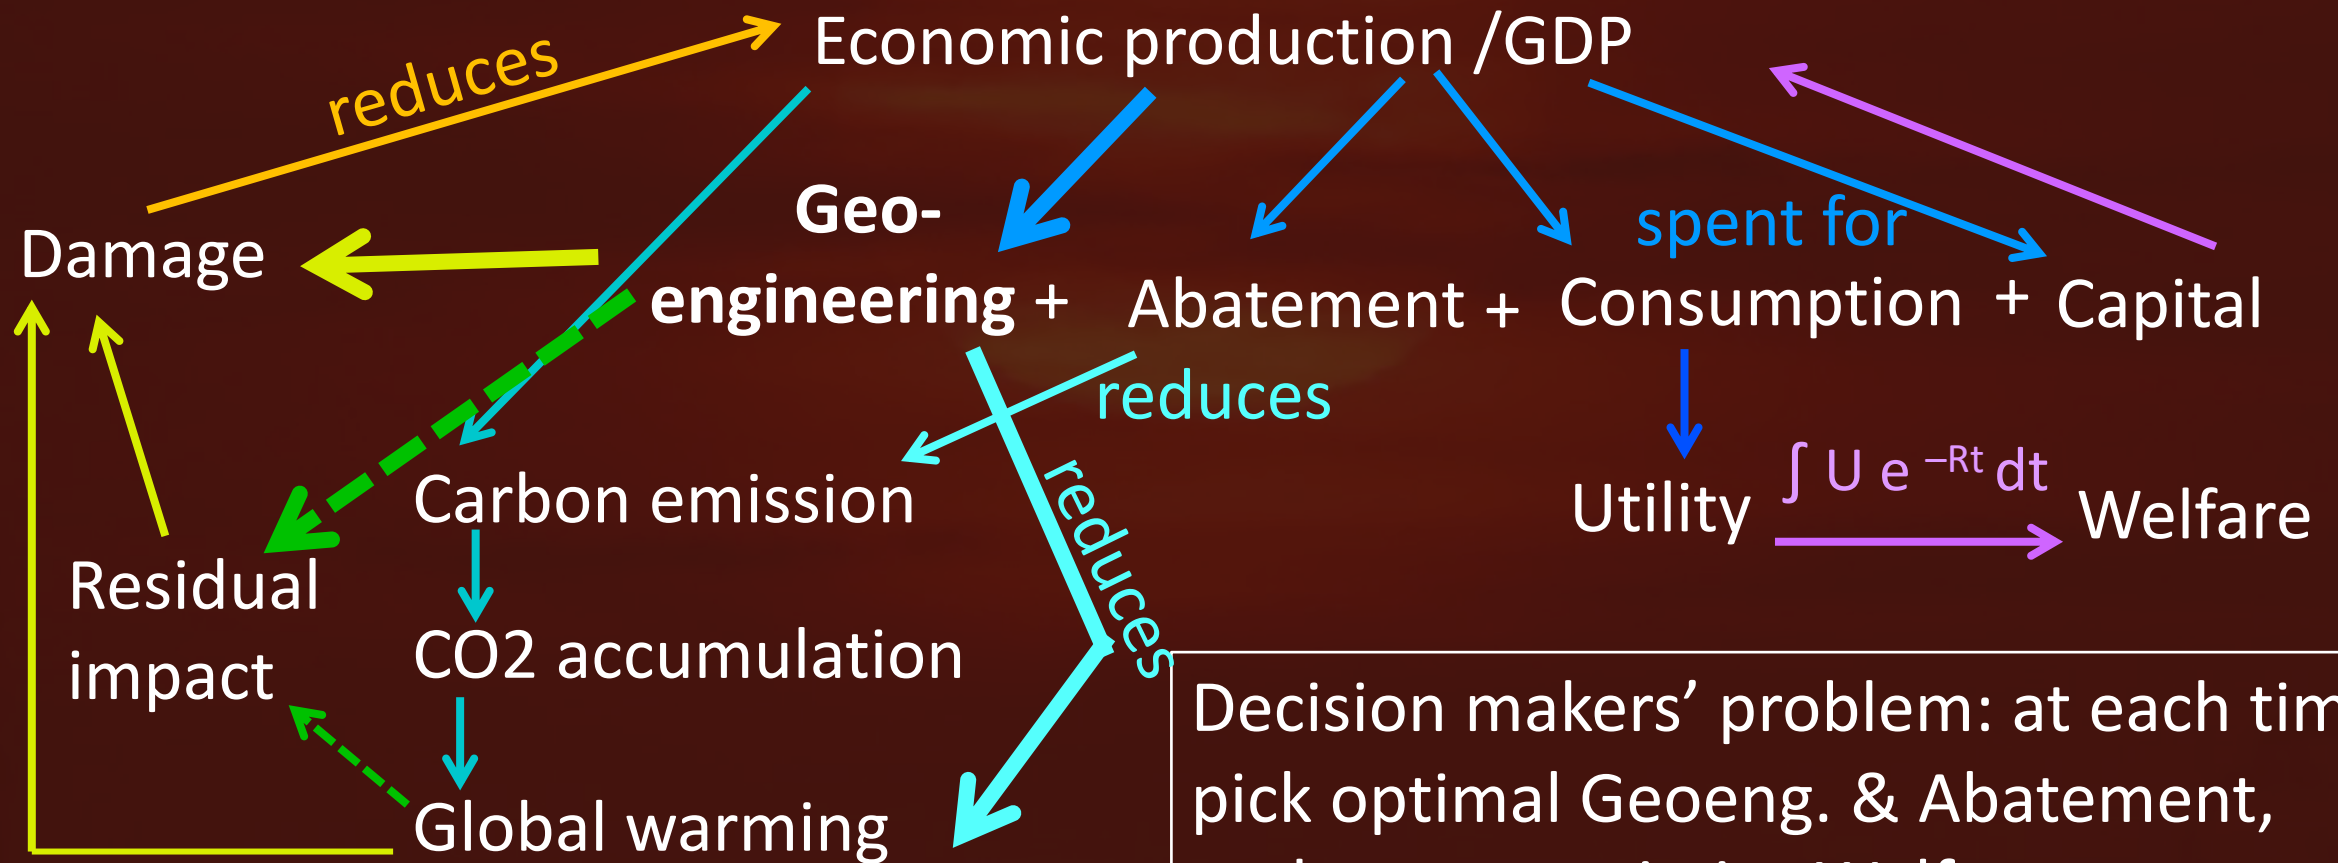 Economic production /GDP
reduces
Geo-
engineering + Abatement + Consumption + Capital
spent for
Damage
reduces
reduces
Carbon emission
Utility ∫ U e –Rt dt Welfare
Residual
impact
CO2 accumulation
Global warming
Decision makers’ problem: at each
pick optimal Geoeng. & Abatement,